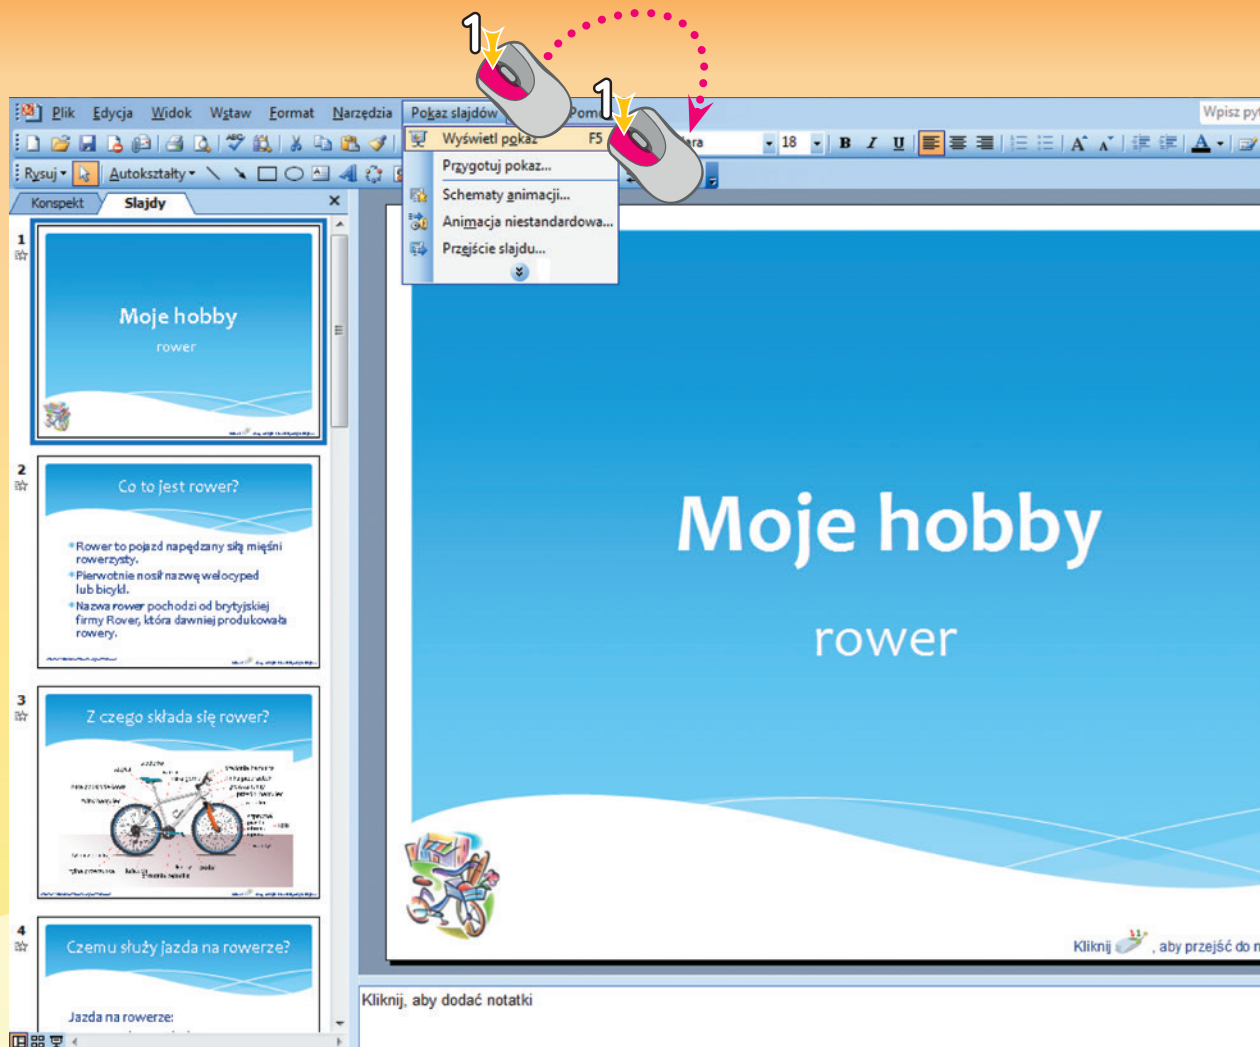 1
1
Plik Edycja Widok Wstaw Format Narzędzia Pokaz slajdów
Wpisz pyt
18 B I U
Rysuj Autokształty
Wyświetl pokaz F5
Przygotuj pokaz...
Schematy animacji...
Animacja niestandardowa...
Przejście slajdu...
Konspekt Slajdy
1
Moje hobby
rower
2
Co to jest rower?
Rower to pojazd napędzany siłą mięśni
rowerzysty.
Pierwotnie nosił nazwę welocyped
lub bicykl.
Nazwa rower pochodzi od brytyjskiej
firmy Rover, która dawniej produkowała
rowery.
3
Z czego składa się rower?
4
Czemu służy jazda na rowerze?
Jazda na rowerze:
Moje hobby
rower
Kliknij , aby przejść do n
Kliknij, aby dodać notatki